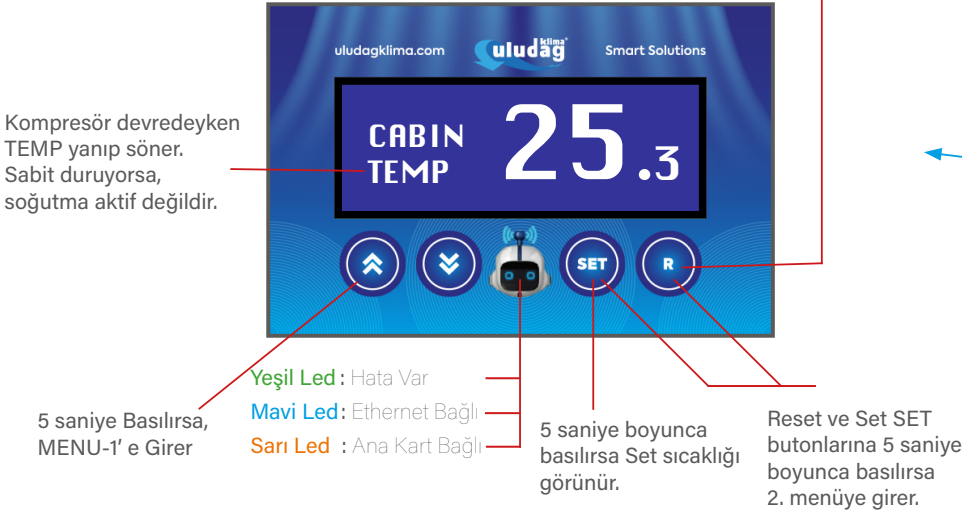 uludagklima.com
uludağ
klima
Smart Solutions
Kompresör devredeyken
TEMP yanıp söner.
Sabit duruyorsa,
soğutma aktif değildir.
CABIN
TEMP
25.3
SET
R
Yeşil Led : Hata Var
Mavi Led : Ethernet Bağlı
Sarı Led : Ana Kart Bağlı
5 saniye Basılırsa,
MENU-1' e Girer
5 saniye boyunca
basılırsa Set sıcaklığı
görünür.
Reset ve Set SET
butonlarına 5 saniye
boyunca basılırsa
2. menüye girer.